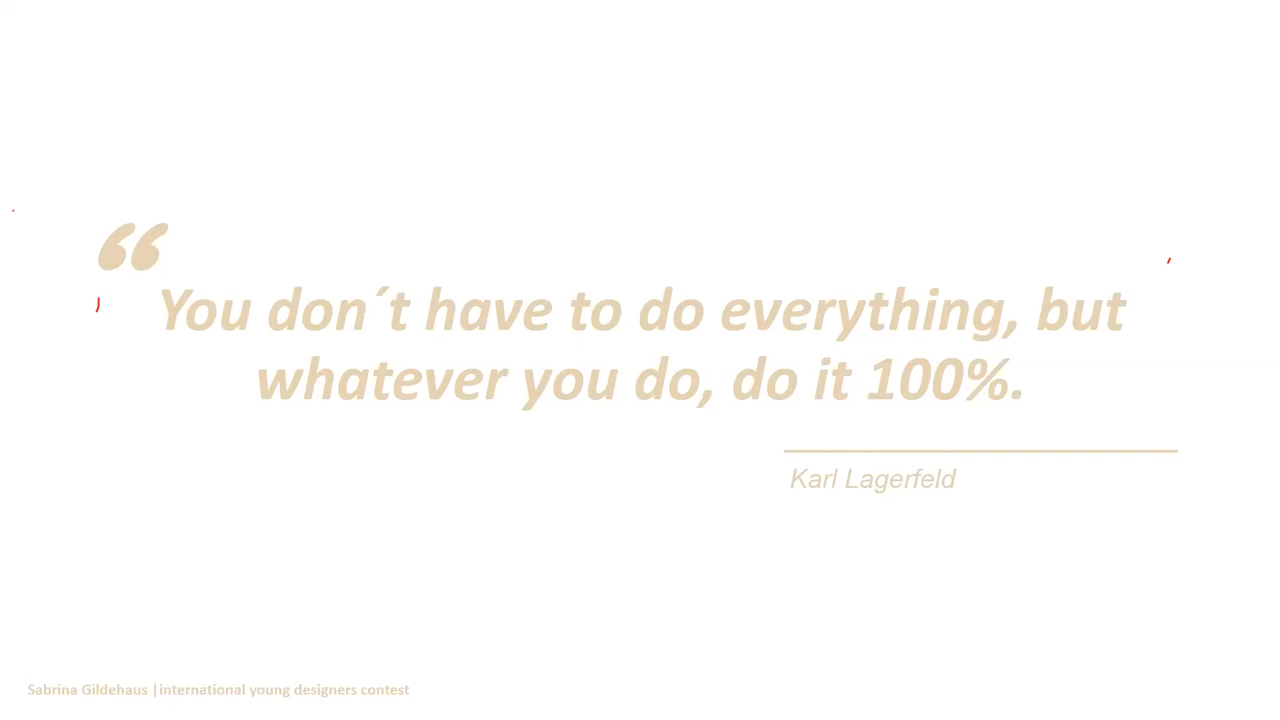 “
You don´t have to do everything, but
whatever you do, do it 100%.
Karl Lagerfeld
Sabrina Gildehaus |international young designers contest